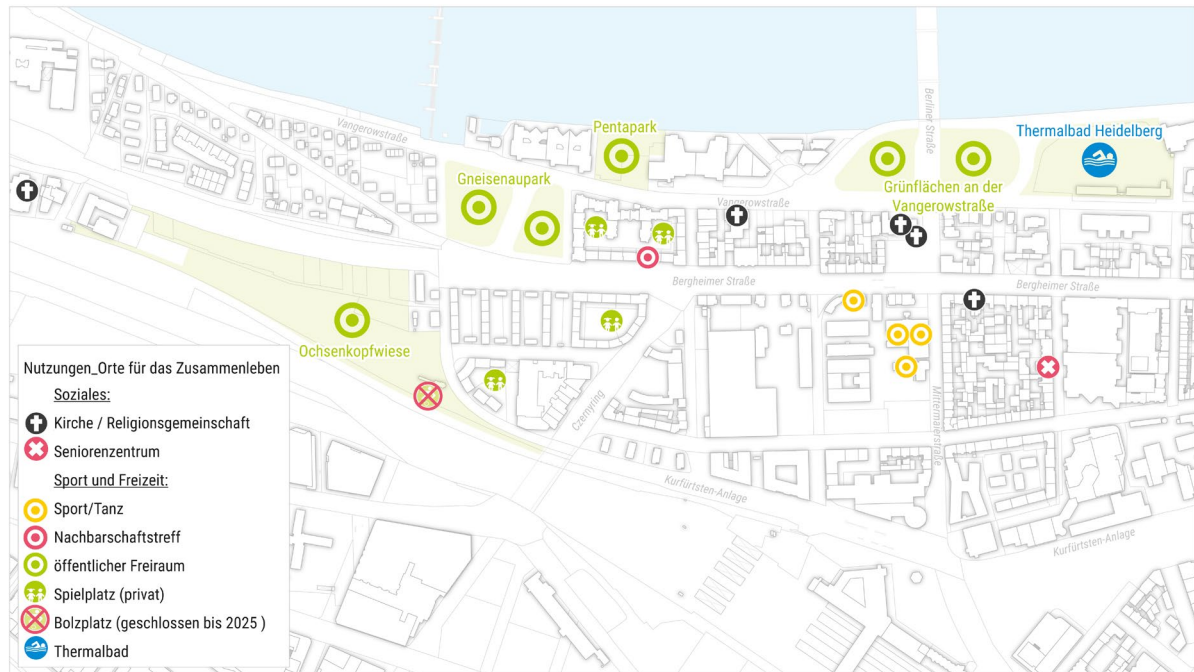 Vangerowstraße
Pentapark
Berliner Straße
Thermalbad Heidelberg
Gneisenaupark
Grünflächen an der
Vangerowstraße
Vangerowstraße
Bergheimer Straße
Bergheimer Straße
Ochsenkopfwiese
Czernyring
Mittermaierstraße
Kurfürtsten-Anlage
Kurfürtsten-Anlage
Nutzungen_Orte für das Zusammenleben
Soziales:
Kirche / Religionsgemeinschaft
Seniorenzentrum
Sport und Freizeit:
Sport/Tanz
Nachbarschaftstreff
öffentlicher Freiraum
Spielplatz (privat)
Bolzplatz (geschlossen bis 2025 )
Thermalbad